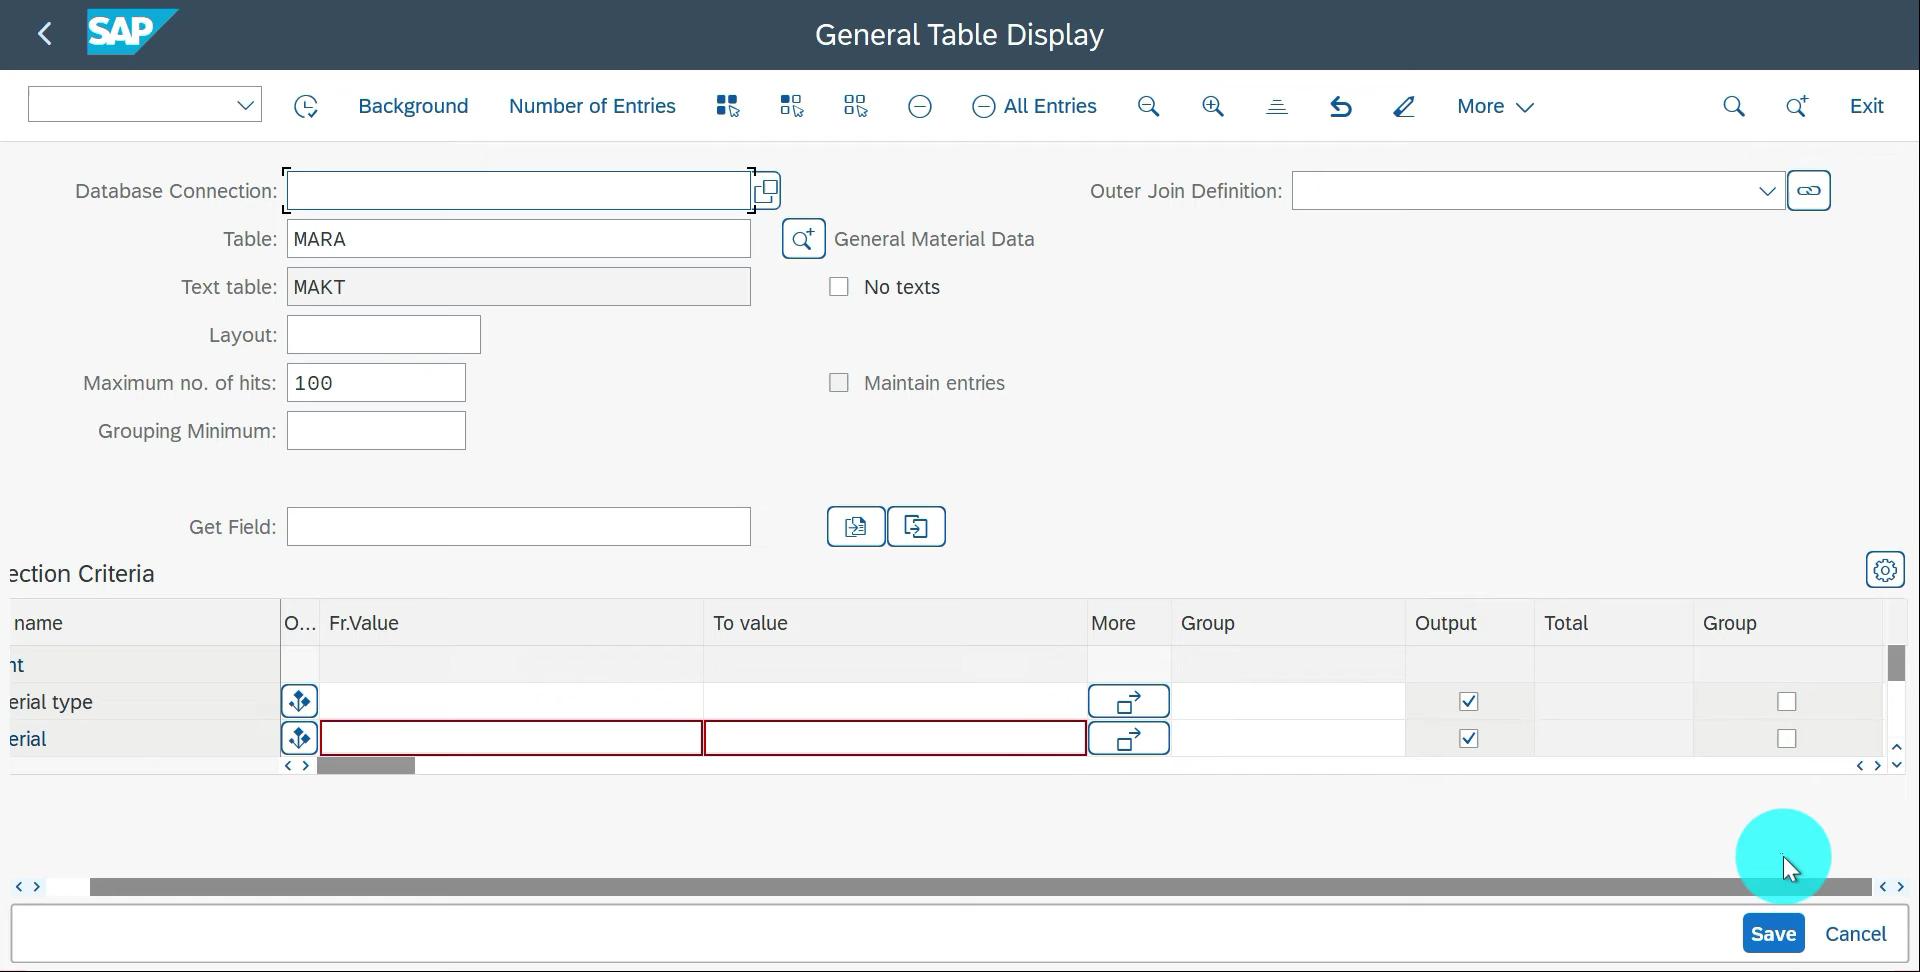 SAP
General Table Display
Background
Number of Entries
All Entries
More
Exit
Database Connection:
Outer Join Definition:
Table: MARA
General Material Data
Text table: MAKT
No texts
Layout:
Maximum no. of hits: 100
Maintain entries
Grouping Minimum:
Get Field:
ection Criteria
name O... Fr.Value To value More Group Output Total Group
nt
erial type
erial
Save Cancel